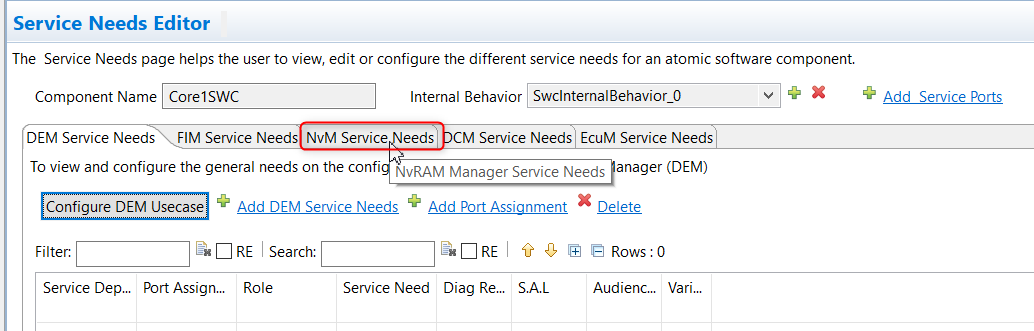 Service Needs Editor
The  Service Needs page helps the user to view, edit or configure the different service needs for an atomic software component.
Component Name Core1SWC Internal Behavior SwcInternalBehavior_0 Add  Service Ports
DEM Service Needs FIM Service Needs NvM Service Needs DCM Service Needs EcuM Service Needs
To view and configure the general needs on the config Manager (DEM)
NvRAM Manager Service Needs
Configure DEM Usecase Add DEM Service Needs Add Port Assignment Delete
Filter: RE Search: RE Rows : 0
Service Dep... Port Assign... Role Service Need Diag Re... S.A.L Audienc... Vari...